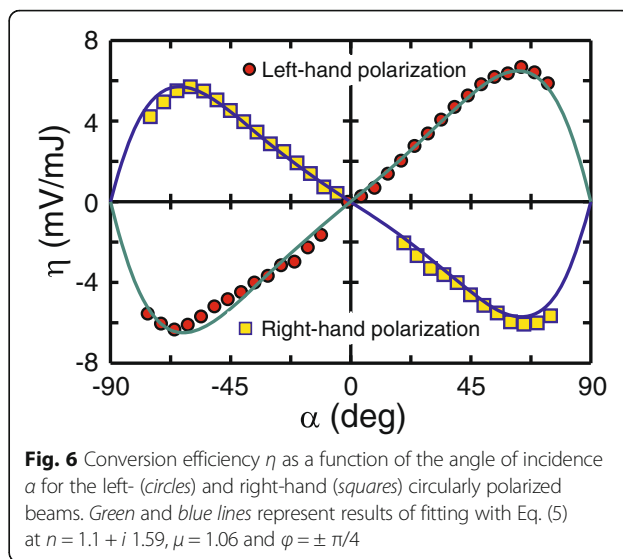 8
4
0
-4
-8
η (mV/mJ)
Left-hand polarization
Right-hand polarization
-90
-45
0
45
90
α (deg)
Fig. 6 Conversion efficiency η as a function of the angle of incidence
α for the left- (circles) and right-hand (squares) circularly polarized
beams. Green and blue lines represent results of fitting with Eq. (5)
at n = 1.1 + i 1.59, μ = 1.06 and φ = ± π/4